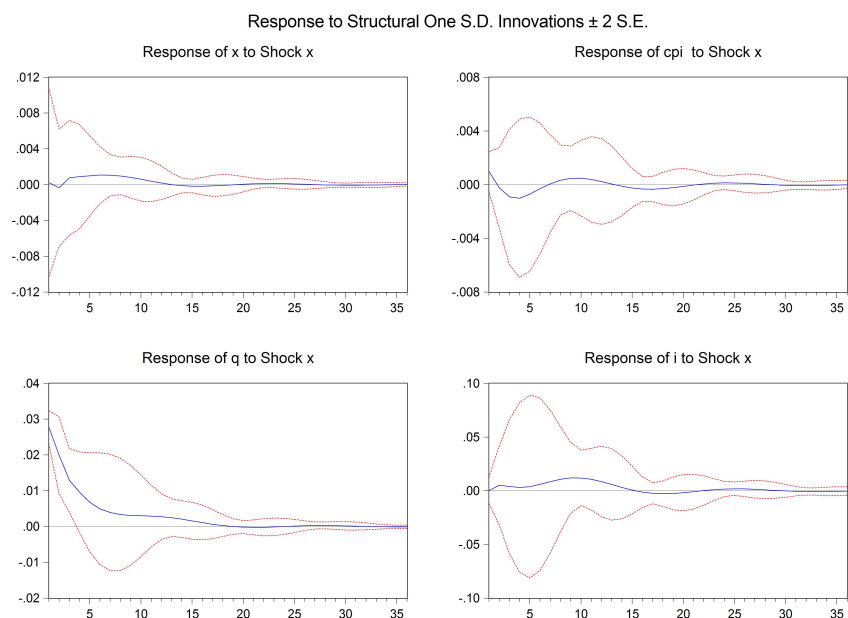 Response to Structural One S.D. Innovations ± 2 S.E.
Response of x to Shock x
.012
.008
.004
.000
-.004
-.008
-.012
5 10 15 20 25 30 35
Response of cpi to Shock x
.008
.004
.000
-.004
-.008
5 10 15 20 25 30 35
Response of q to Shock x
.04
.03
.02
.01
.00
-.01
-.02
5 10 15 20 25 30 35
Response of i to Shock x
.10
.05
.00
-.05
-.10
5 10 15 20 25 30 35